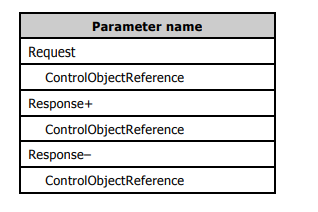 Parameter name
Request
ControlObjectReference
Response+
ControlObjectReference
Response–
ControlObjectReference